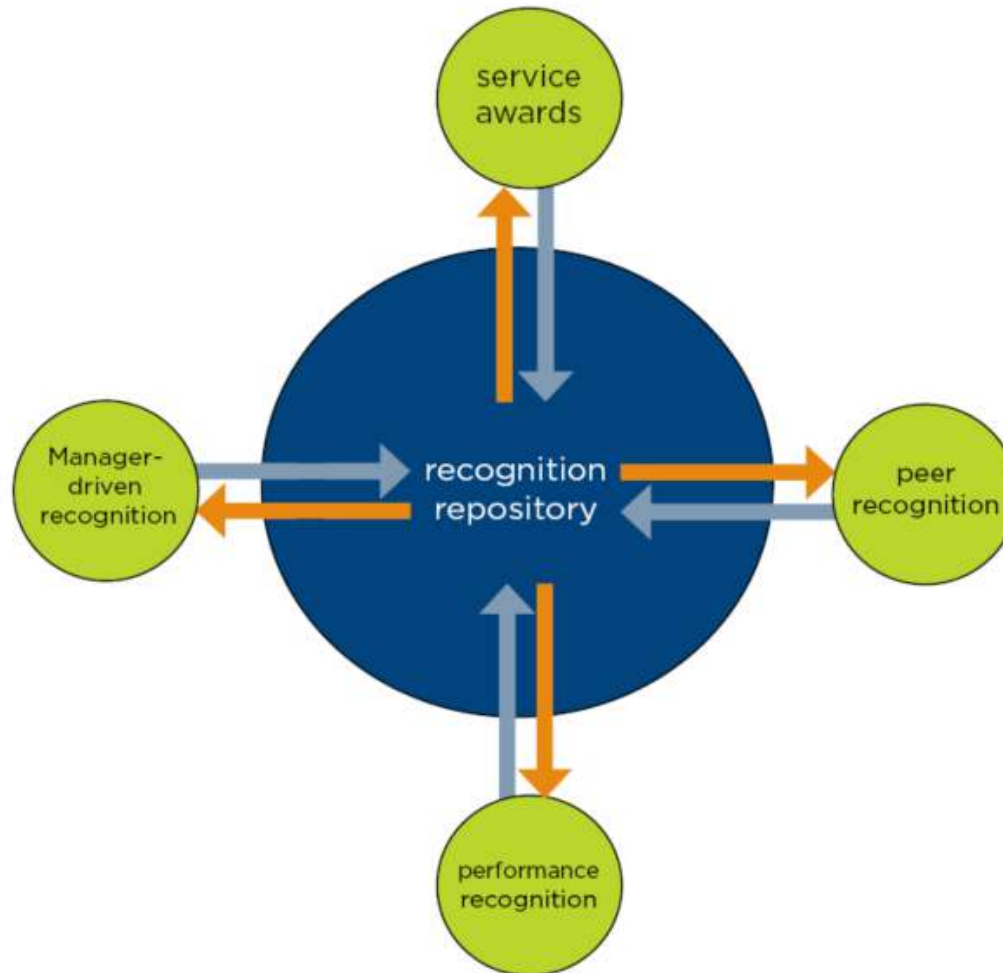 service
awards
Manager-
driven
recognition
recognition
repository
peer
recognition
performance
recognition